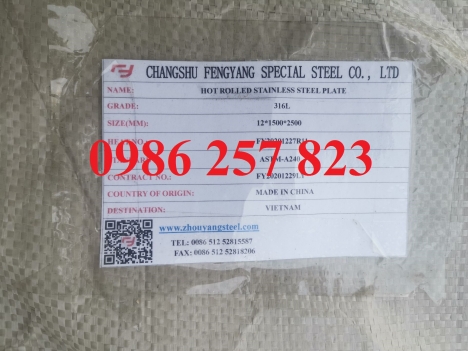 CHANGSHU FENGYANG SPECIAL STEEL CO., LTD
NAME: HOT ROLLED STAINLESS STEEL PLATE
GRADE: 316L
SIZE(MM): 12*1500*2500
0986 257 823
ASTM-A240
CONTRACT NO.:
COUNTRY OF ORIGIN: MADE IN CHINA
DESTINATION: VIETNAM
www.zhouyangsteel.com
TEL: 0086 512 52815587
FAX: 0086 512 52818206